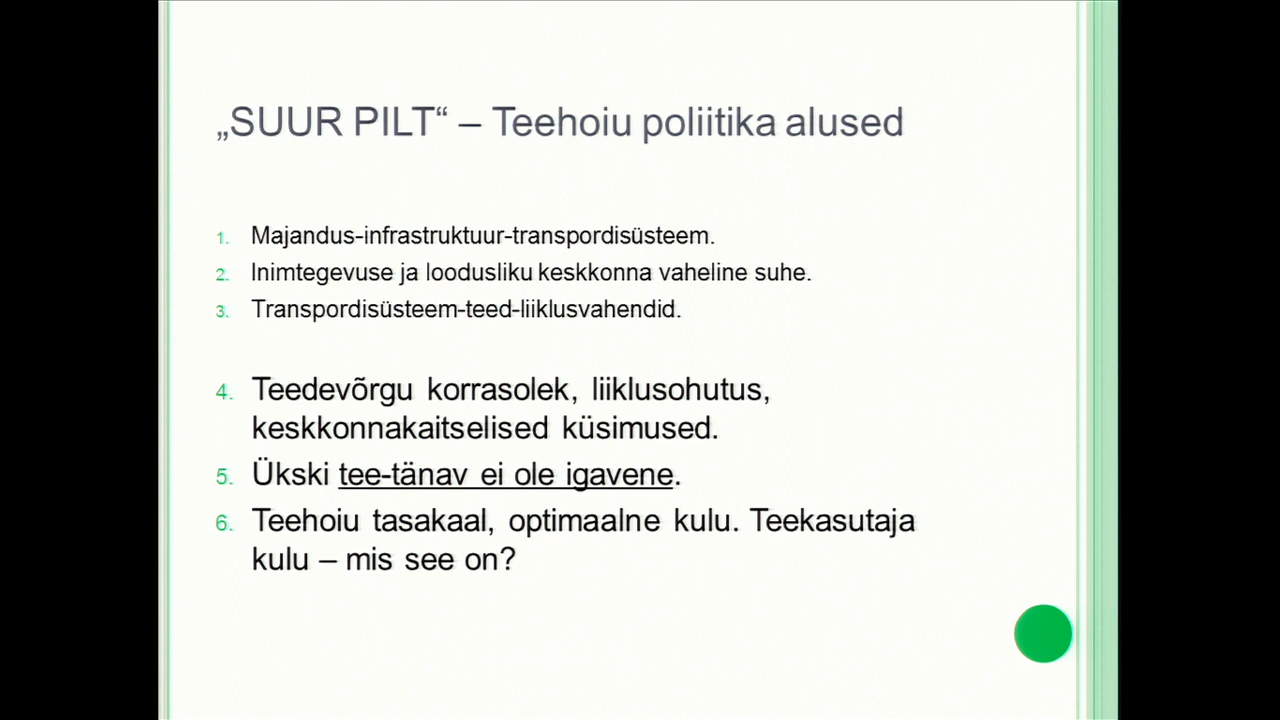 „SUUR PILT“ – Teehoiu poliitika alused
1. Majandus-infrastruktuur-transpordisüsteem.
2. Inimtegevuse ja loodusliku keskkonna vaheline suhe.
3. Transpordisüsteem-teed-liiklusvahendid.
4. Teedevõrgu korrasolek, liiklusohutus,
keskkonnakaitselised küsimused.
5. Ükski tee-tänav ei ole igavene.
6. Teehoiu tasakaal, optimaalne kulu. Teekasutaja
kulu – mis see on?